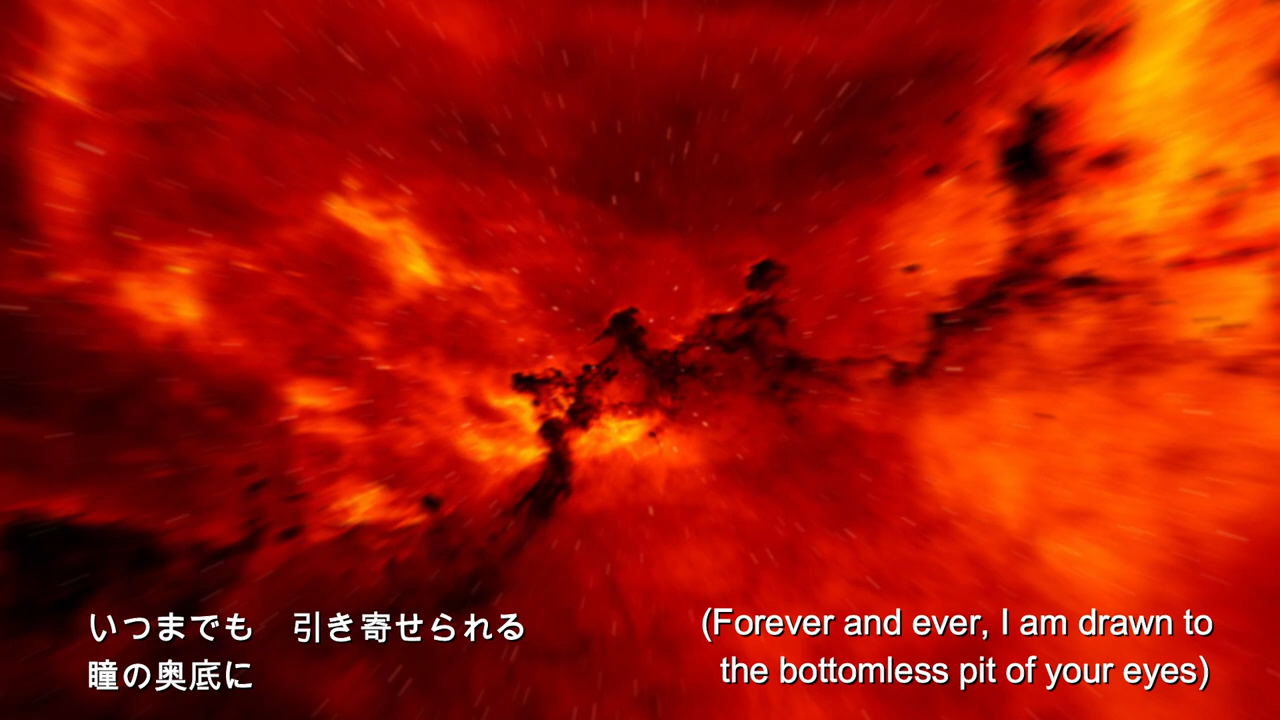 いつまでも　引き寄せられる
瞳の奥底に
(Forever and ever, I am drawn to
the bottomless pit of your eyes)